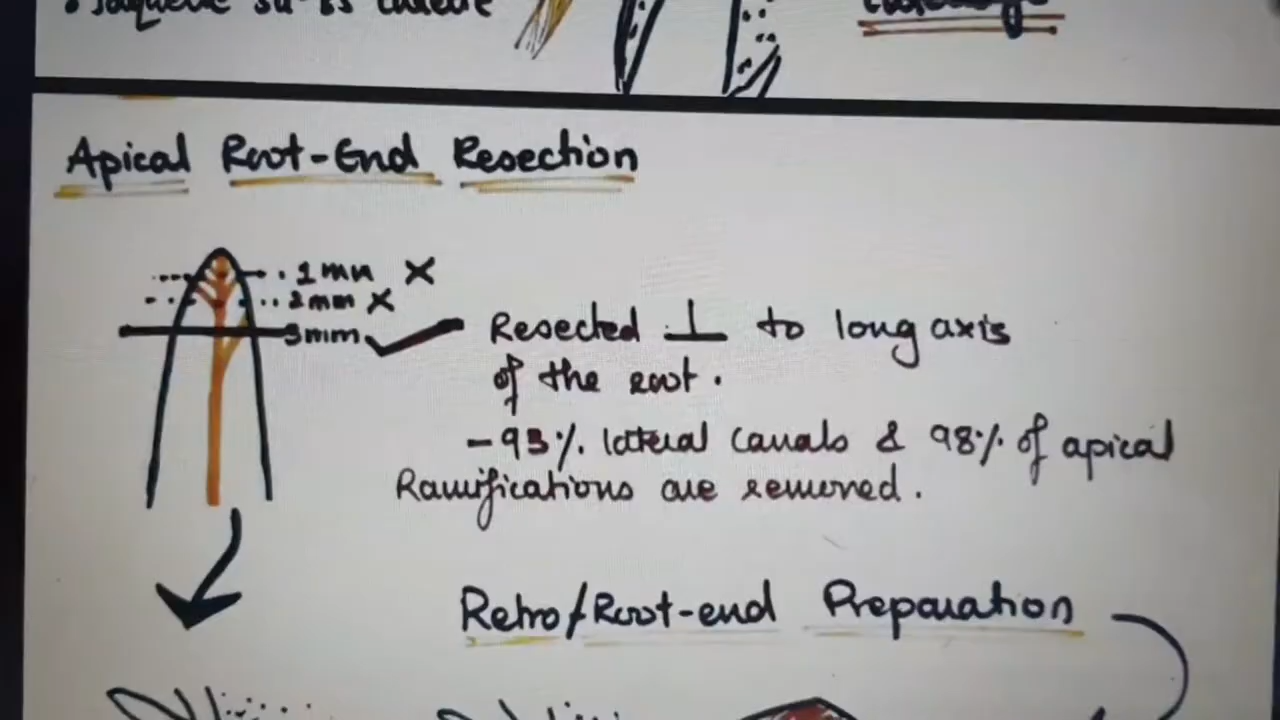 Apical Root-End Resection
1mm X
2mm X
3mm ✓
Resected ⊥ to long axis
of the root.
- 93% lateral canals & 98% of apical
Ramifications are removed.
Retro/Root-end Preparation